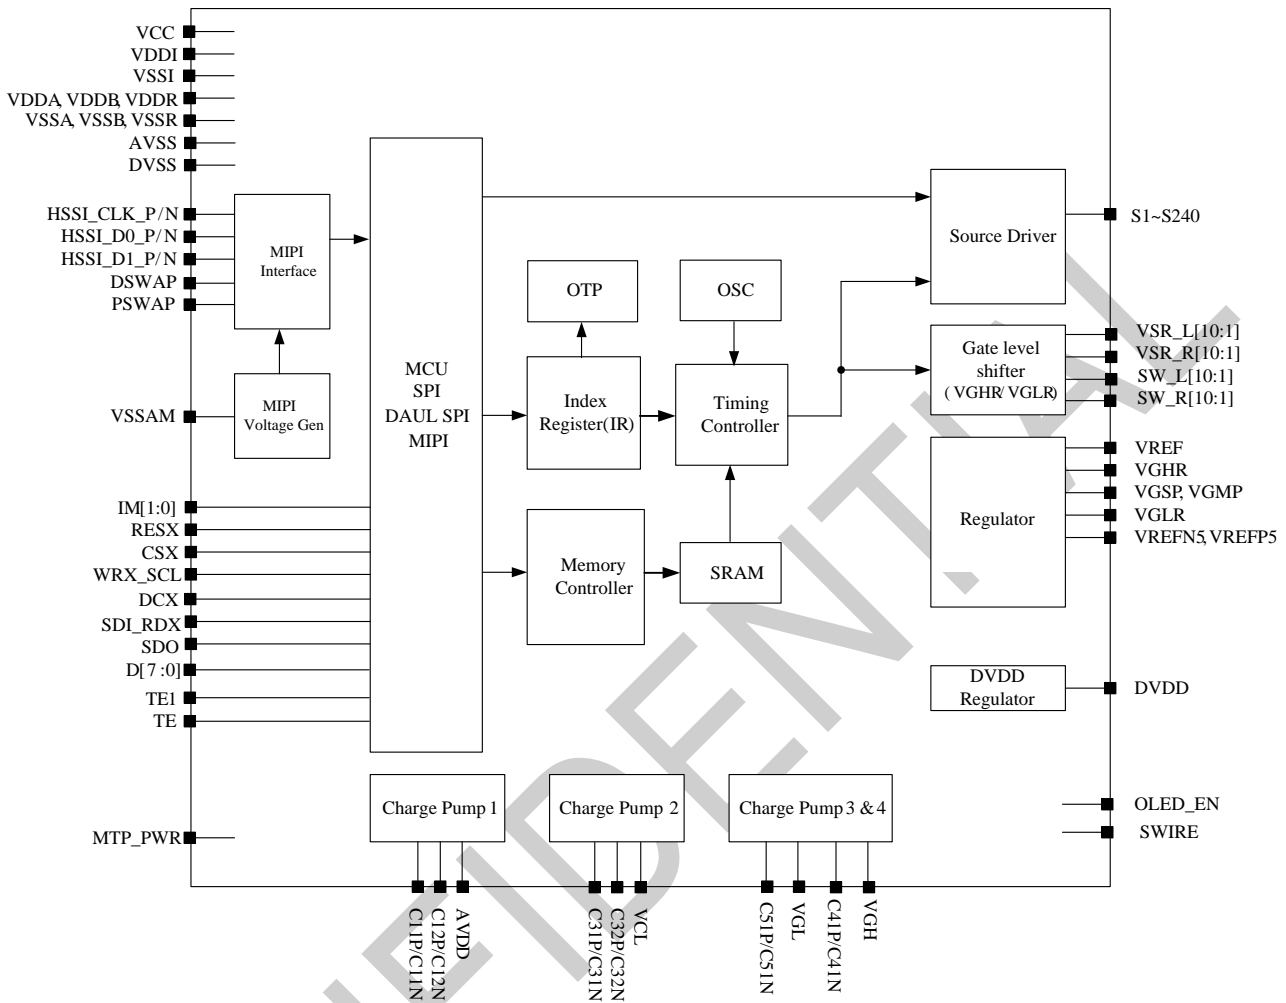 VCC
VDDI
VSSI
VDDA, VDDB, VDDR
VSSA, VSSB, VSSR
AVSS
DVSS
HSSI_CLK_P/N
HSSI_D0_P/N
HSSI_D1_P/N
DSWAP
PSWAP
MIPI
Interface
VSSAM
MIPI
Voltage Gen
IM[1:0]
RESX
CSX
WRX_SCL
DCX
SDI_RDX
SDO
D[7:0]
TE1
TE
MTP_PWR
MCU
SPI
DAUL SPI
MIPI
OTP
OSC
Index
Register(IR)
Timing
Controller
Memory
Controller
SRAM
Source Driver
Gate level
shifter
( VGHR/ VGLR)
Regulator
DVDD
Regulator
S1~S240
VSR_L[10:1]
VSR_R[10:1]
SW_L[10:1]
SW_R[10:1]
VREF
VGHR
VGSP, VGMP
VGLR
VREFN5, VREFP5
DVDD
OLED_EN
SWIRE
Charge Pump 1
Charge Pump 2
Charge Pump 3 & 4
C11P/C11N
C12P/C12N
AVDD
C31P/C31N
C32P/C32N
VCL
C51P/C51N
VGL
C41P/C41N
VGH